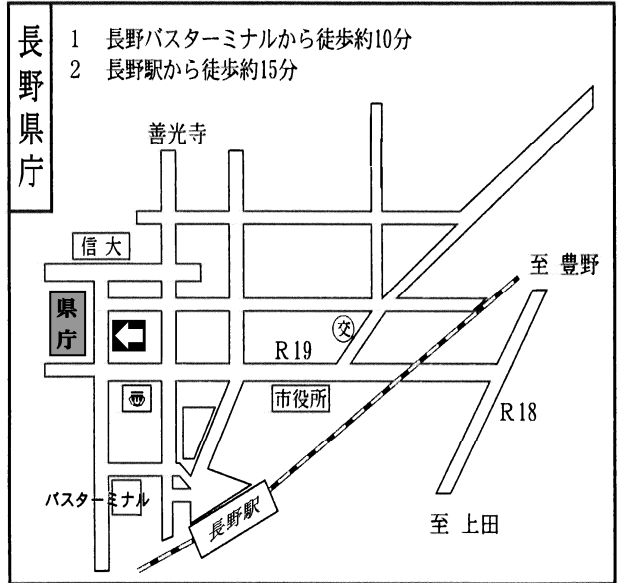 長野県庁
1 長野バスターミナルから徒歩約10分
2 長野駅から徒歩約15分
善光寺
信大
至 豊野
県庁
交
R19
市役所
R18
バスターミナル
長野駅
至 上田